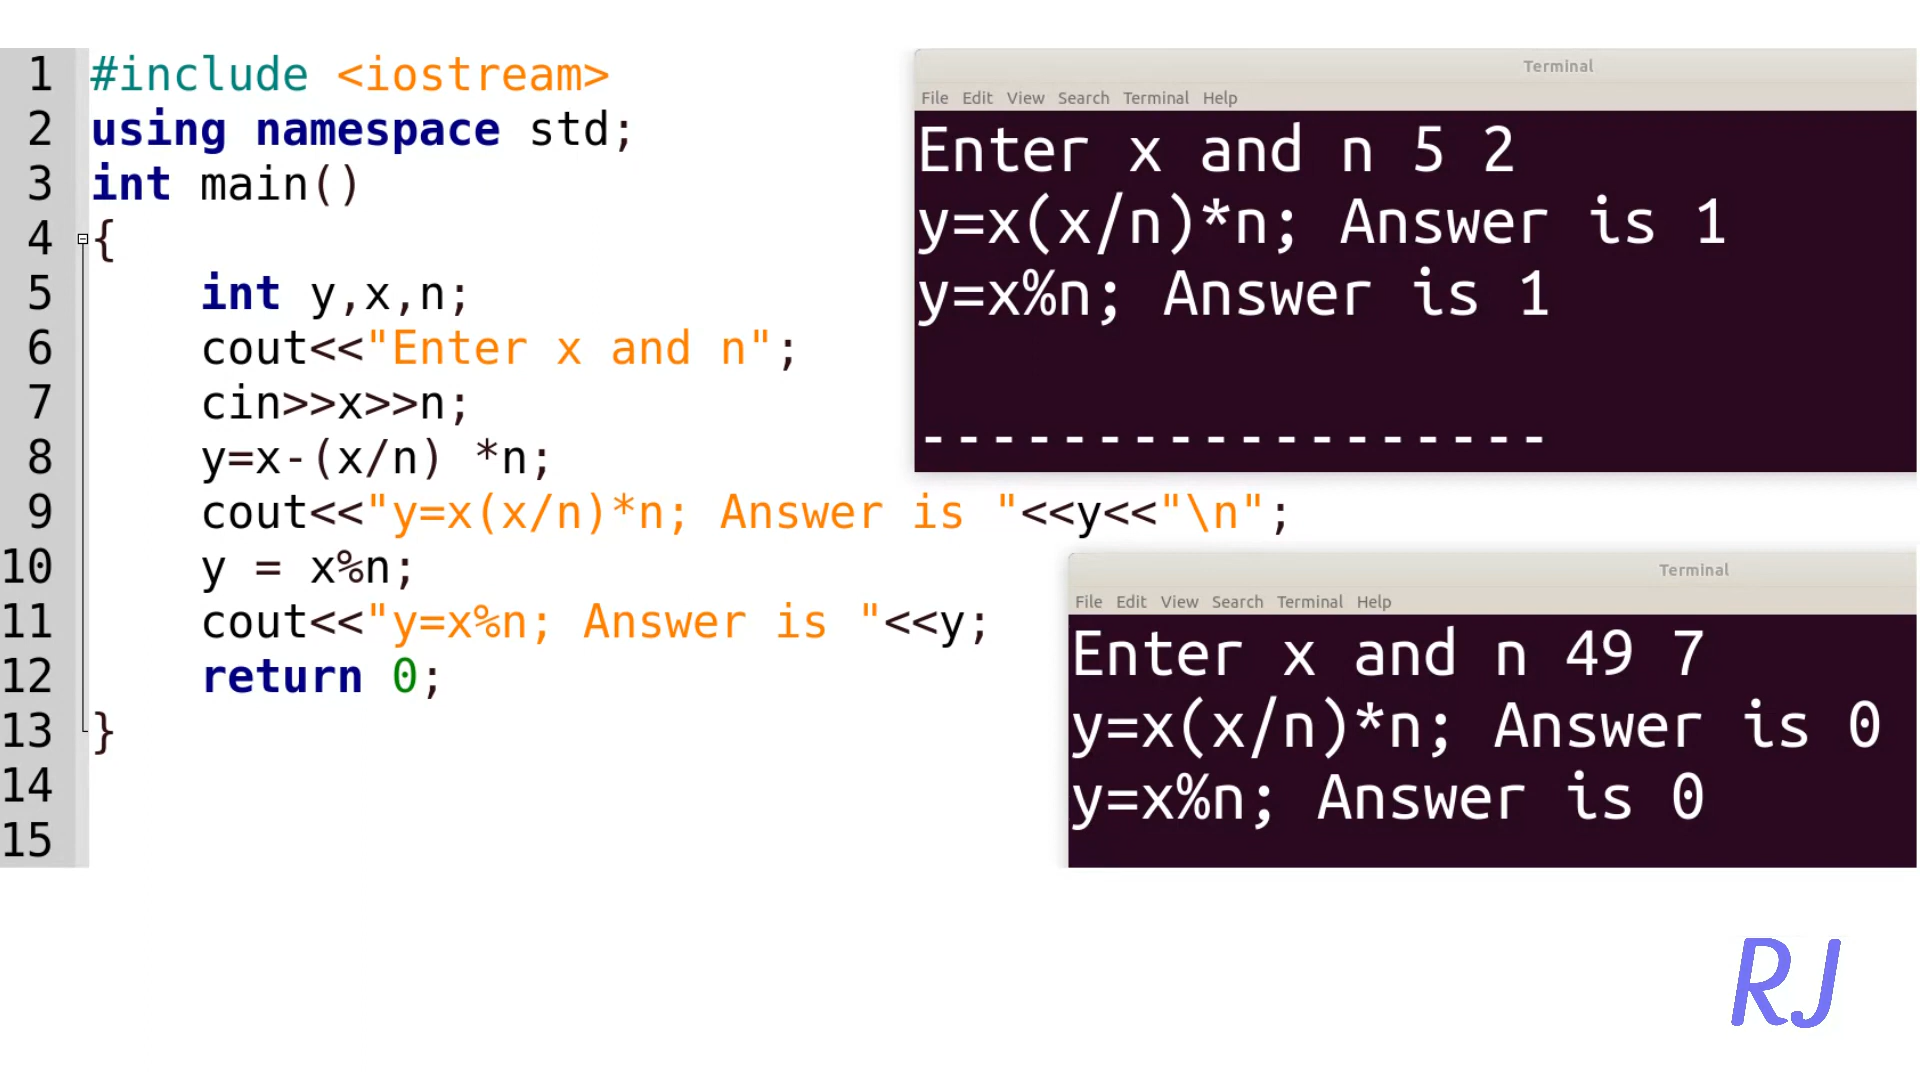 1 #include <iostream>
2 using namespace std;
3 int main()
4 {
5 int y,x,n;
6 cout<<"Enter x and n";
7 cin>>x>>n;
8 y=x-(x/n) *n;
9 cout<<"y=x(x/n)*n; Answer is "<<y<<"\n";
10 y = x%n;
11 cout<<"y=x%n; Answer is "<<y;
12 return 0;
13 }
14
15
Terminal
File Edit View Search Terminal Help
Enter x and n 5 2
y=x(x/n)*n; Answer is 1
y=x%n; Answer is 1
------------------
Terminal
File Edit View Search Terminal Help
Enter x and n 49 7
y=x(x/n)*n; Answer is 0
y=x%n; Answer is 0
RJ